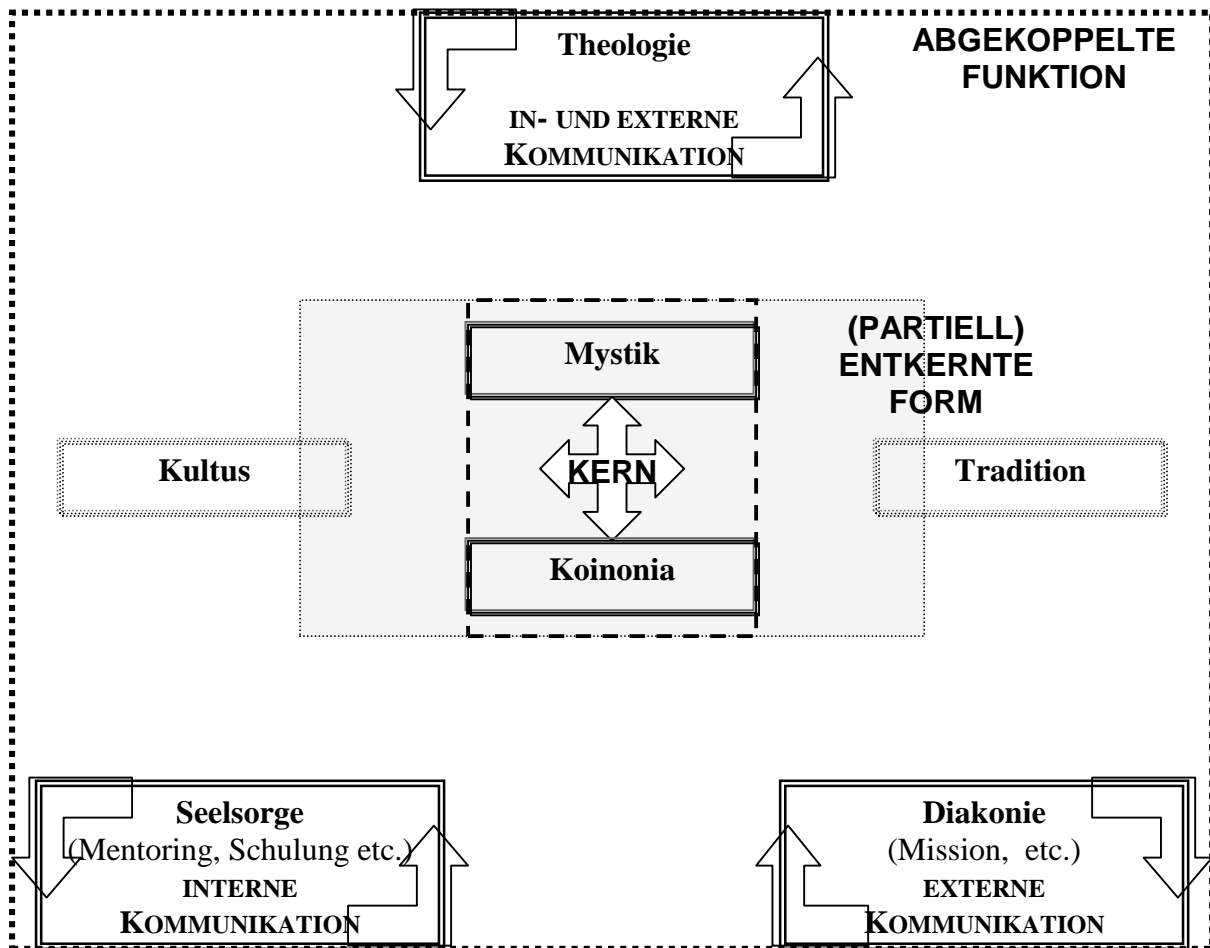 Theologie
IN- UND EXTERNE
KOMMUNIKATION
ABGEKOPPELTE
FUNKTION
Mystik
(PARTIELL)
ENTKERNTE
FORM
Kultus
KERN
Tradition
Koinonia
Seelsorge
(Mentoring, Schulung etc.)
INTERNE
KOMMUNIKATION
Diakonie
(Mission, etc.)
EXTERNE
KOMMUNIKATION